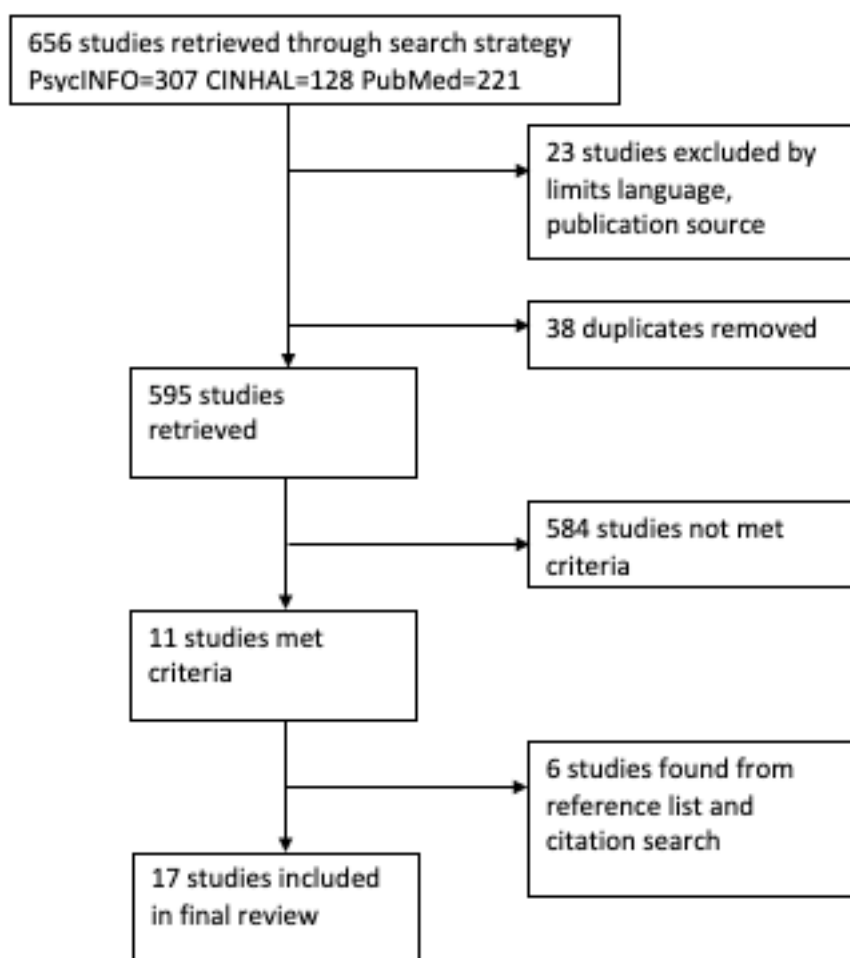 656 studies retrieved through search strategy
PsycINFO=307 CINHAL=128 PubMed=221
23 studies excluded by
limits language,
publication source
38 duplicates removed
595 studies
retrieved
584 studies not met
criteria
11 studies met
criteria
6 studies found from
reference list and
citation search
17 studies included
in final review